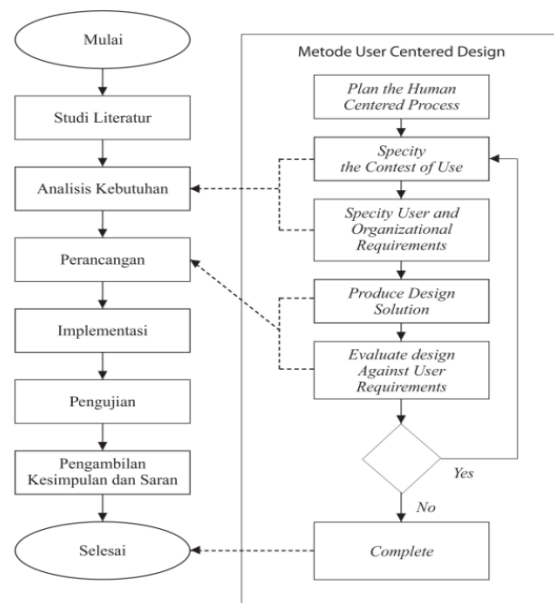 Mulai
Studi Literatur
Analisis Kebutuhan
Perancangan
Implementasi
Pengujian
Pengambilan
Kesimpulan dan Saran
Selesai
Metode User Centered Design
Plan the Human
Centered Process
Specity
the Contest of Use
Specity User and
Organizational
Requirements
Produce Design
Solution
Evaluate design
Against User
Requirements
Yes
No
Complete